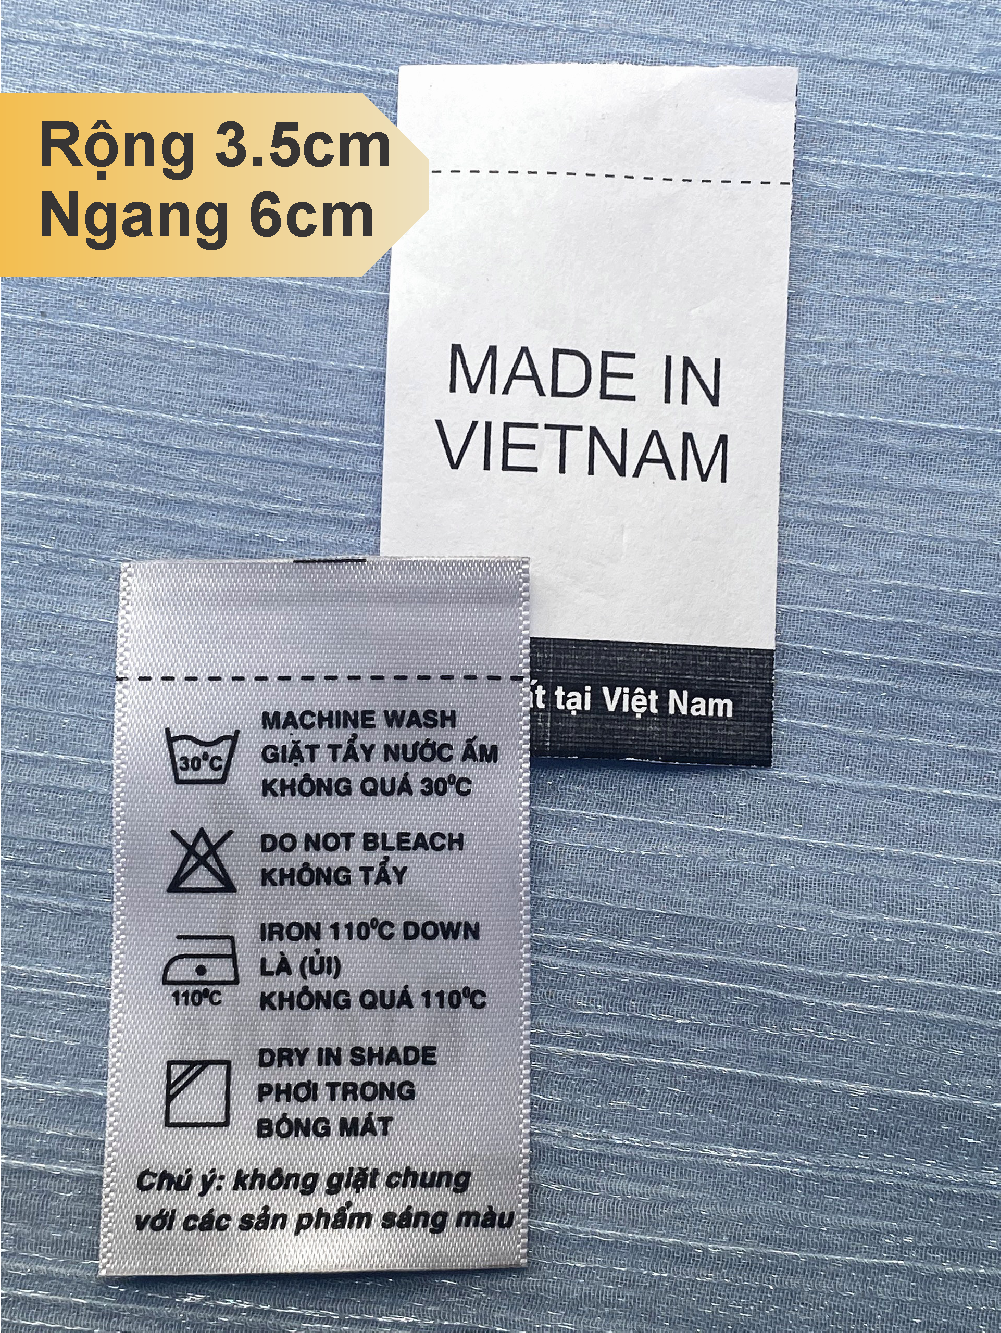 Rộng 3.5cm
Ngang 6cm
MADE IN
VIETNAM
tại Việt Nam
30°C
MACHINE WASH
GIẶT TẨY NƯỚC ẤM
KHÔNG QUÁ 30°C
DO NOT BLEACH
KHÔNG TẨY
110°C
IRON 110°C DOWN
LÀ (ỦI)
KHÔNG QUÁ 110°C
DRY IN SHADE
PHƠI TRONG
BÓNG MÁT
Chú ý: không giặt chung
với các sản phẩm sáng màu